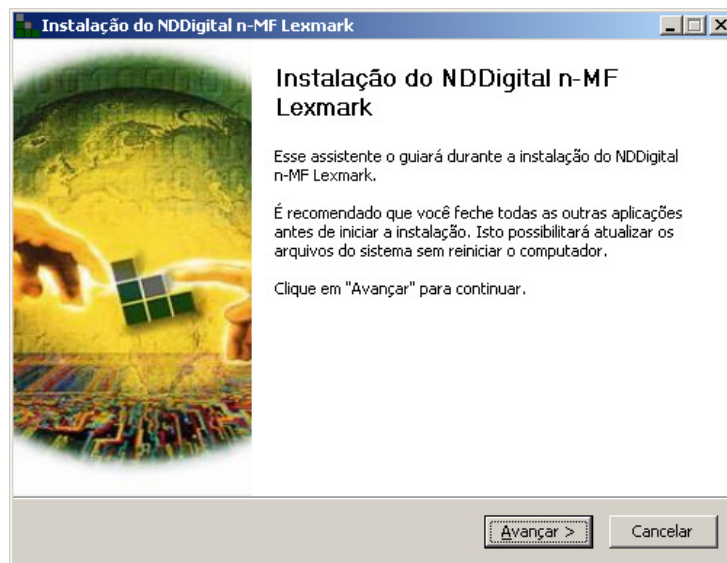 Instalação do NDDigital n-MF Lexmark
Instalação do NDDigital n-MF
Lexmark
Esse assistente o guiará durante a instalação do NDDigital
n-MF Lexmark.
É recomendado que você feche todas as outras aplicações
antes de iniciar a instalação. Isto possibilitará atualizar os
arquivos do sistema sem reiniciar o computador.
Clique em "Avançar" para continuar.
Avançar >
Cancelar